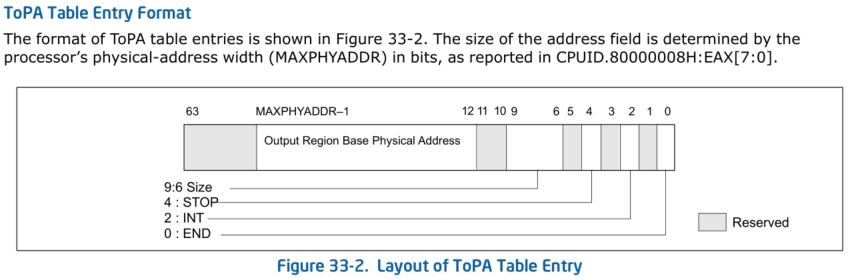 ToPA Table Entry Format
The format of ToPA table entries is shown in Figure 33-2. The size of the address field is determined by the
processor's physical-address width (MAXPHYADDR) in bits, as reported in CPUID.80000008H:EAX[7:0].
63 MAXPHYADDR–1 12 11 10 9 6 5 4 3 2 1 0
Output Region Base Physical Address
9:6 Size
4 : STOP
2 : INT
0 : END
Reserved
Figure 33-2. Layout of ToPA Table Entry